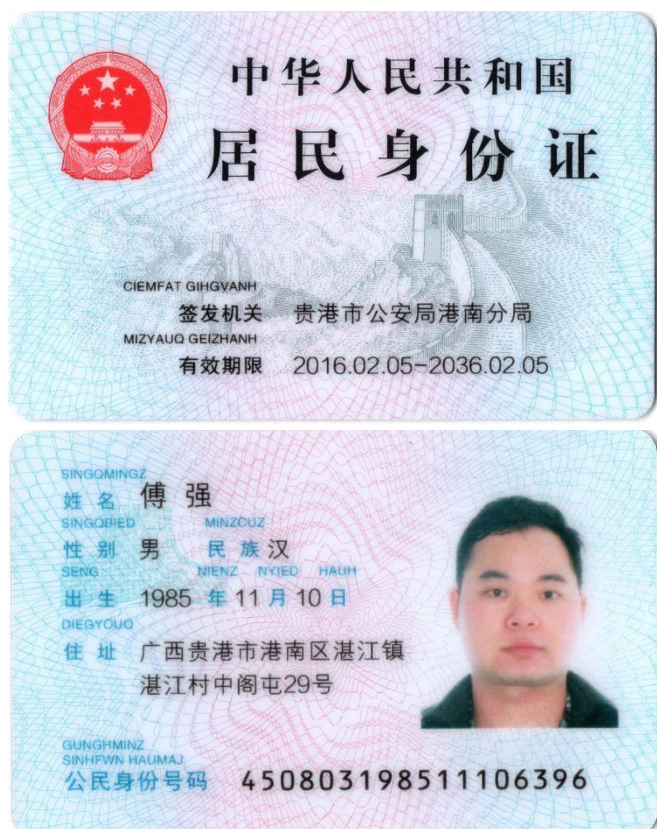 中华人民共和国
居民身份证
CIEMFAT GIHGVANH
签发机关 贵港市公安局港南分局
MIZYAUQ GEIZHANH
有效期限 2016.02.05-2036.02.05
SINGQMINGZ
姓名 傅强
SINGQBIED MINZCUZ
性别 男 民族 汉
SENG NIENZ NYIED HAUH
出生 1985 年 11 月 10 日
DIEGYOUQ
住址 广西贵港市港南区湛江镇
湛江村中阁屯29号
GUNGHMINZ
SINHFWN HAUMAJ
公民身份号码 450803198511106396